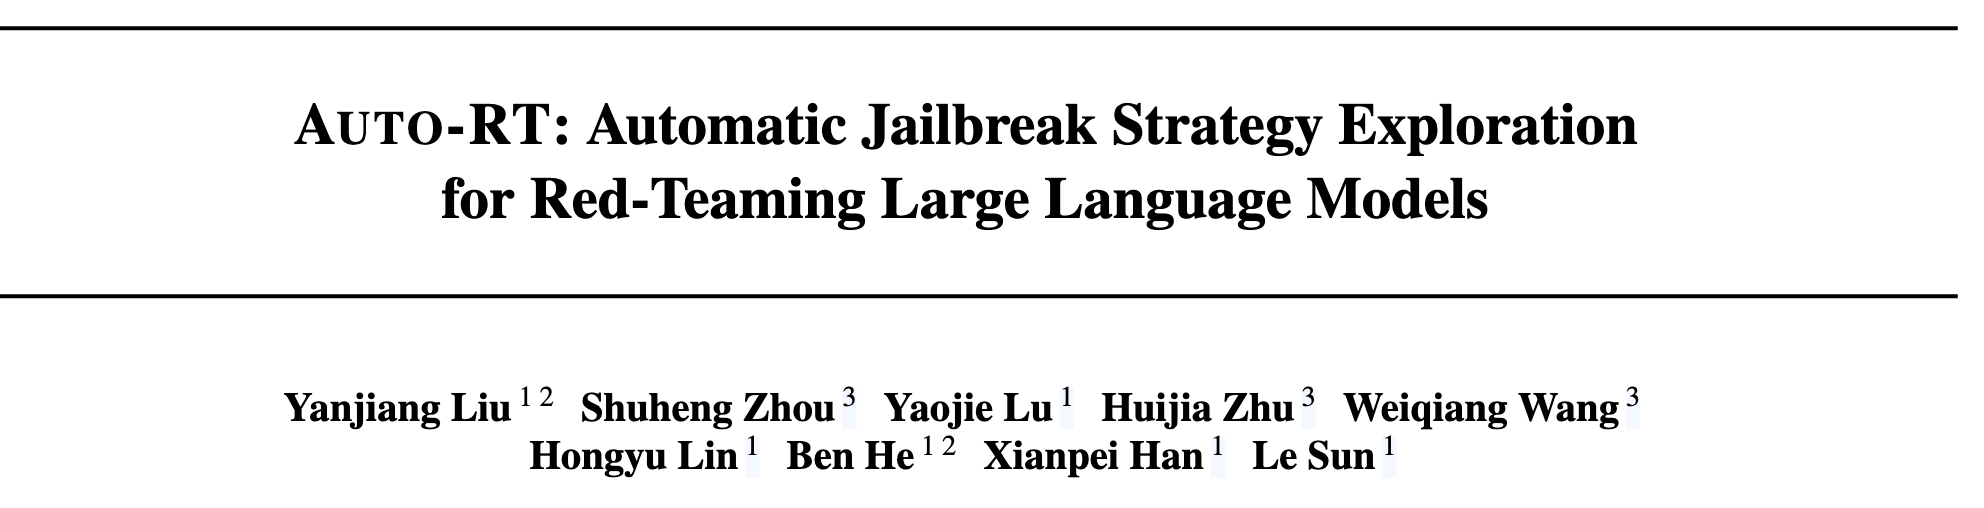 AUTO-RT: Automatic Jailbreak Strategy Exploration
for Red-Teaming Large Language Models
Yanjiang Liu 1 2 Shuheng Zhou 3 Yaojie Lu 1 Huijia Zhu 3 Weiqiang Wang 3
Hongyu Lin 1 Ben He 1 2 Xianpei Han 1 Le Sun 1